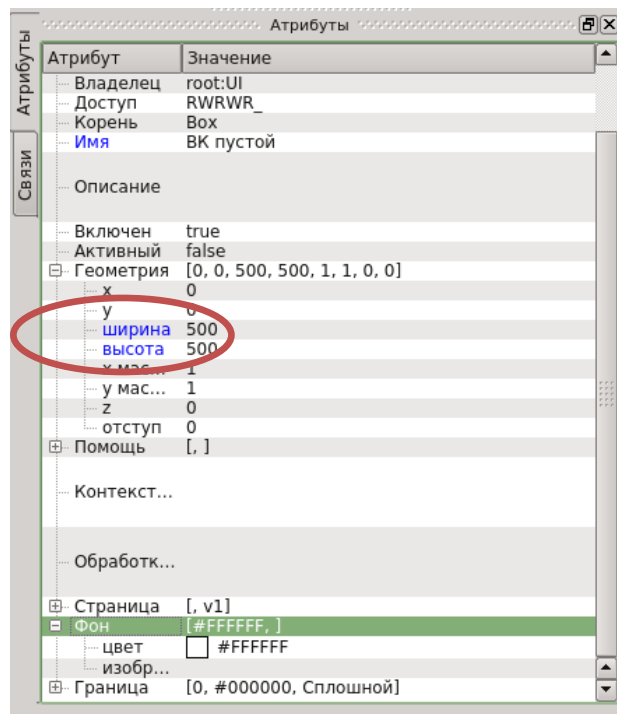 Атрибуты
Атрибуты
Связи
Атрибут Значение
Владелец root:UI
Доступ RWRWR_
Корень Box
Имя ВК пустой
Описание
Включен true
Активный false
Геометрия [0, 0, 500, 500, 1, 1, 0, 0]
x 0
y 0
ширина 500
высота 500
x мас... 1
y мас... 1
z 0
отступ 0
Помощь [, ]
Контекст...
Обработк...
Страница [, v1]
Фон [#FFFFFF, ]
цвет #FFFFFF
изобр...
Граница [0, #000000, Сплошной]